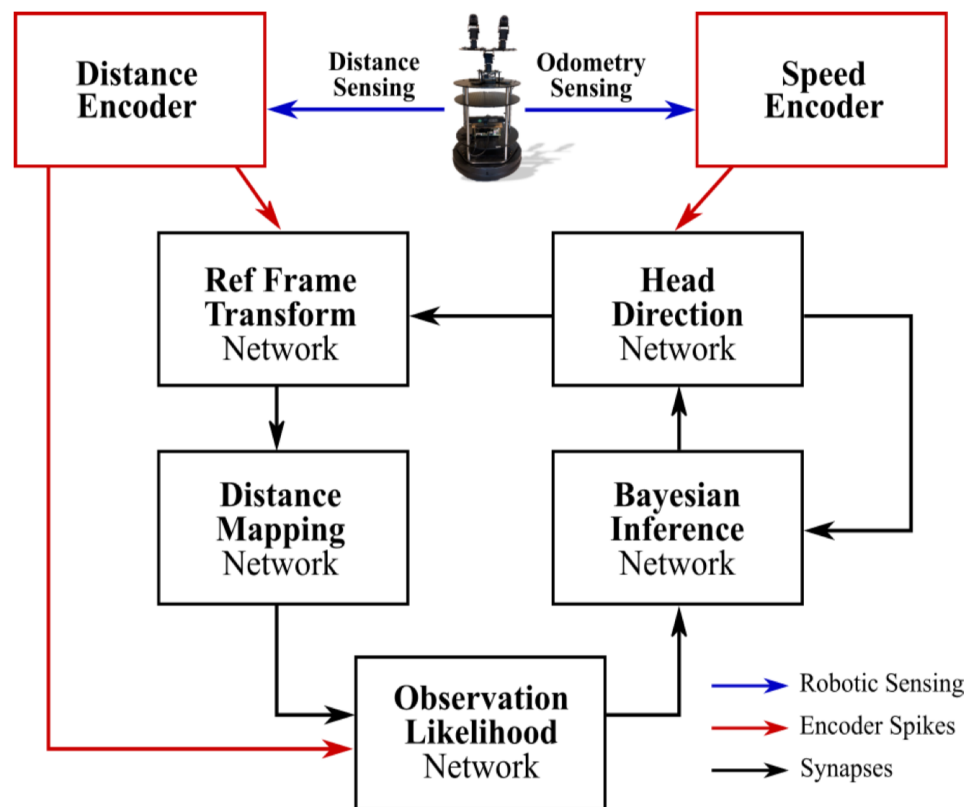 Distance
Encoder
Distance
Sensing
Odometry
Sensing
Speed
Encoder
Ref Frame
Transform
Network
Head
Direction
Network
Distance
Mapping
Network
Bayesian
Inference
Network
Observation
Likelihood
Network
Robotic Sensing
Encoder Spikes
Synapses